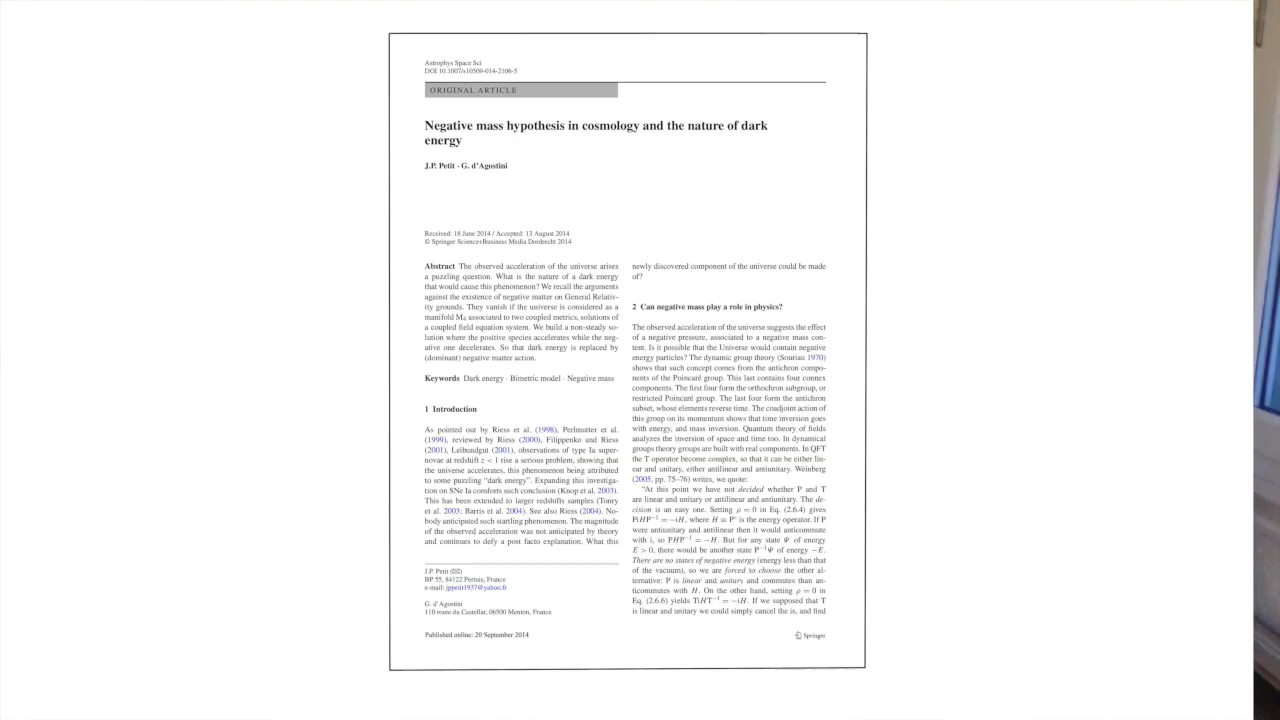 Astrophys Space Sci
DOI 10.1007/s10509-014-2106-5
ORIGINAL ARTICLE
Negative mass hypothesis in cosmology and the nature of dark
energy
J.P. Petit · G. d'Agostini
Received: 18 June 2014 / Accepted: 13 August 2014
© Springer Science+Business Media Dordrecht 2014
Abstract The observed acceleration of the universe arises
a puzzling question. What is the nature of a dark energy
that would cause this phenomenon? We recall the arguments
against the existence of negative matter on General Relativ-
ity grounds. They vanish if the universe is considered as a
manifold M4 associated to two coupled metrics, solutions of
a coupled field equation system. We build a non-steady so-
lution where the positive species accelerates while the neg-
ative one decelerates. So that dark energy is replaced by
(dominant) negative matter action.
Keywords Dark energy · Bimetric model · Negative mass
1 Introduction
As pointed out by Riess et al. (1998), Perlmutter et al.
(1999), reviewed by Riess (2000), Filippenko and Riess
(2001), Leibundgut (2001), observations of type Ia super-
novae at redshift z < 1 rise a serious problem, showing that
the universe accelerates, this phenomenon being attributed
to some puzzling "dark energy". Expanding this investiga-
tion on SNe Ia comforts such conclusion (Knop et al. 2003).
This has been extended to larger redshifts samples (Tonry
et al. 2003; Barris et al. 2004). See also Riess (2004). No-
body anticipated such startling phenomenon. The magnitude
of the observed acceleration was not anticipated by theory
and continues to defy a post facto explanation. What this
J.P. Petit (✉)
BP 55, 84122 Pertuis, France
e-mail: jppetit1937@yahoo.fr
G. d'Agostini
110 route du Castellar, 06500 Menton, France
Published online: 20 September 2014
newly discovered component of the universe could be made
of?
2 Can negative mass play a role in physics?
The observed acceleration of the universe suggests the effect
of a negative pressure, associated to a negative mass con-
tent. Is it possible that the Universe would contain negative
energy particles? The dynamic group theory (Souriau 1970)
shows that such concept comes from the antichron compo-
nents of the Poincaré group. This last contains four connex
components. The first four form the orthochron subgroup, or
restricted Poincaré group. The last four form the antichron
subset, whose elements reverse time. The coadjoint action of
this group on its momentum shows that time inversion goes
with energy, and mass inversion. Quantum theory of fields
analyzes the inversion of space and time too. In dynamical
groups theory groups are built with real components. In QFT
the T operator become complex, so that it can be either lin-
ear and unitary, either antilinear and antiunitary. Weinberg
(2005, pp. 75–76) writes, we quote:
"At this point we have not decided whether P and T
are linear and unitary or antilinear and antiunitary. The de-
cision is an easy one. Setting ρ = 0 in Eq. (2.6.4) gives
PiHP⁻¹ = −iH, where H ≡ P° is the energy operator. If P
were antiunitary and antilinear then it would anticommute
with i, so PHP⁻¹ = −H. But for any state Ψ of energy
E > 0, there would be another state P⁻¹Ψ of energy −E.
There are no states of negative energy (energy less than that
of the vacuum), so we are forced to choose the other al-
ternative: P is linear and unitary and commutes than an-
ticommutes with H. On the other hand, setting ρ = 0 in
Eq. (2.6.6) yields TiHT⁻¹ = −iH. If we supposed that T
is linear and unitary we could simply cancel the is, and find
Springer